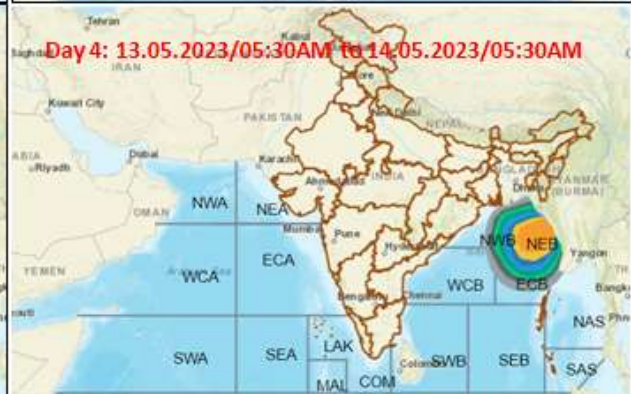 Tehran
Kabul
Day 4: 13.05.2023/05:30AM to 14.05.2023/05:30AM
IRAN
Kuwait City
PAKISTAN
NEPAL
Riyadh
Dubai
Karachi
INDIA
OMAN
NWA
NEA
Mumbai
Pune
NWB
NEB
Yangon
YEMEN
WCA
ECA
WCB
ECB
Chennai
NAS
SWA
SEA
LAK
Colombo
SWB
SEB
SAS
MAL
COM